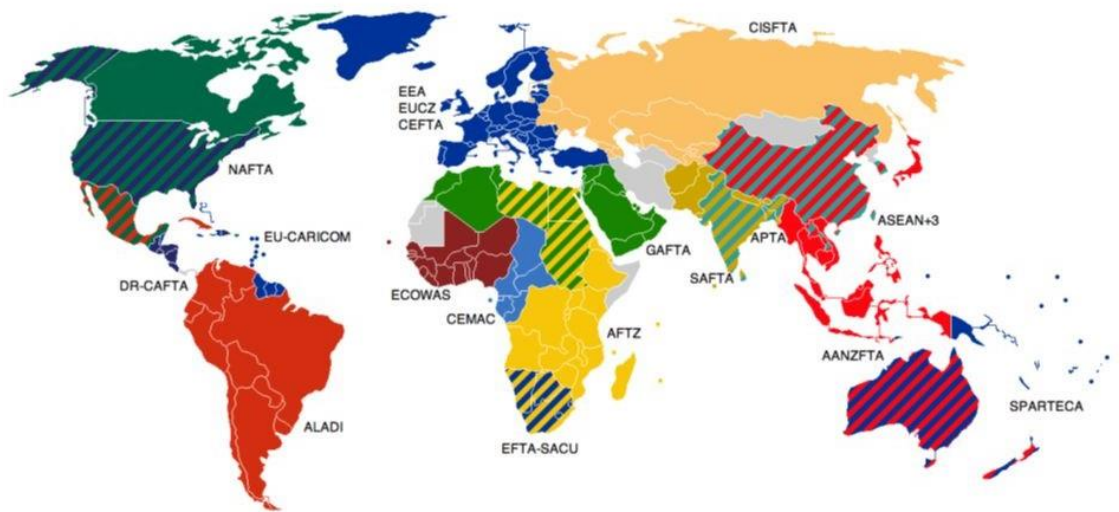 CISFTA
EEA
EUCZ
CEFTA
NAFTA
EU-CARICOM
DR-CAFTA
ALADI
ECOWAS
CEMAC
GAFTA
AFTZ
EFTA-SACU
SAFTA
APTA
ASEAN+3
AANZFTA
SPARTECA